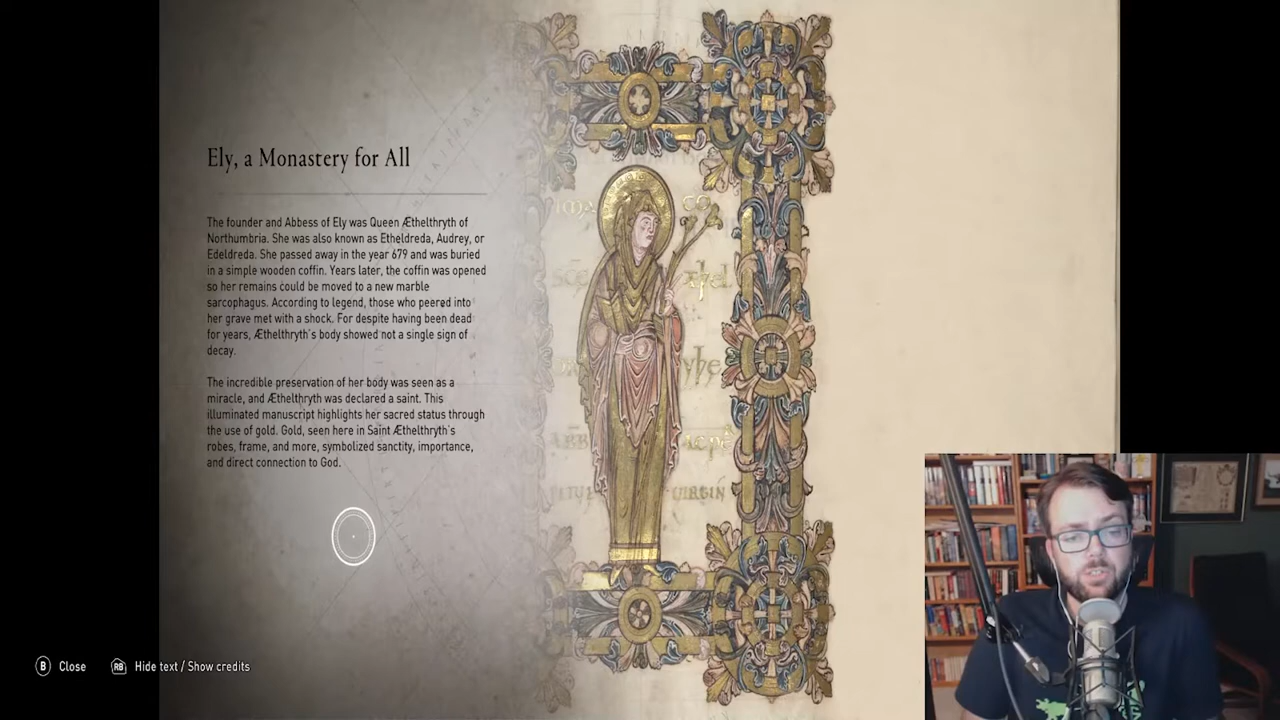 Ely, a Monastery for All
The founder and Abbess of Ely was Queen Æthelthryth of
Northumbria. She was also known as Etheldreda, Audrey, or
Edeldreda. She passed away in the year 679 and was buried
in a simple wooden coffin. Years later, the coffin was opened
so her remains could be moved to a new marble
sarcophagus. According to legend, those who peered into
her grave met with a shock. For despite having been dead
for years, Æthelthryth's body showed not a single sign of
decay.
The incredible preservation of her body was seen as a
miracle, and Æthelthryth was declared a saint. This
illuminated manuscript highlights her sacred status through
the use of gold. Gold, seen here in Saint Æthelthryth's
robes, frame, and more, symbolized sanctity, importance,
and direct connection to God.
B Close RB Hide text / Show credits